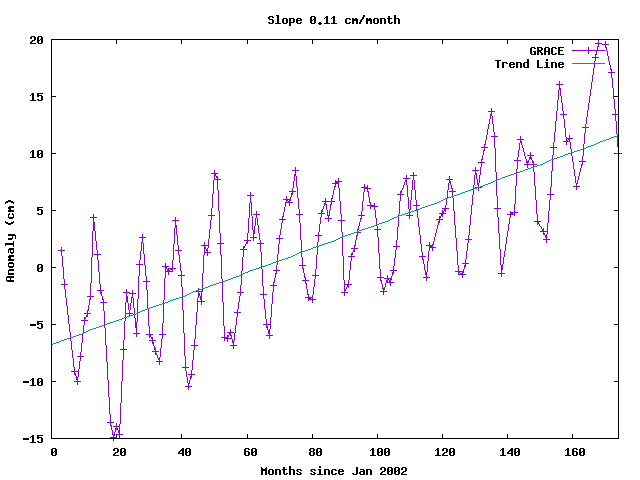 Slope 0.11 cm/month
GRACE
Trend Line
20
15
10
5
0
-5
-10
-15
Anomaly (cm)
0 20 40 60 80 100 120 140 160
Months since Jan 2002